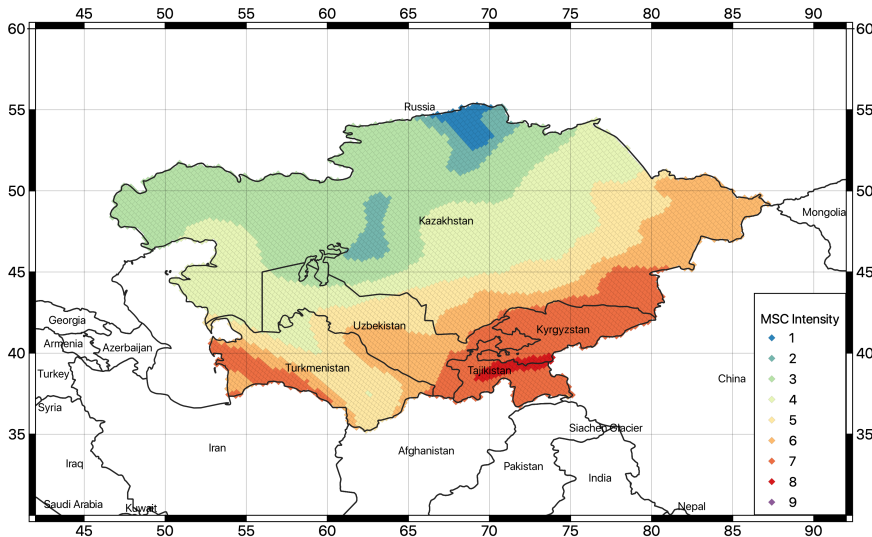 45 50 55 60 65 70 75 80 85 90
60 60
55 Russia 55
50 50
Mongolia
Kazakhstan
45 45
Georgia
MSC Intensity
Uzbekistan
Kyrgyzstan
Armenia
Azerbaijan
1
2
40 40
Turkey
Turkmenistan
Tajikistan
China
3
4
Syria
5
35 35
Siachen Glacier
Iran
Afghanistan
6
Iraq
Pakistan
India
7
8
Saudi Arabia
Kuwait
Nepal
9
45 50 55 60 65 70 75 80 85 90